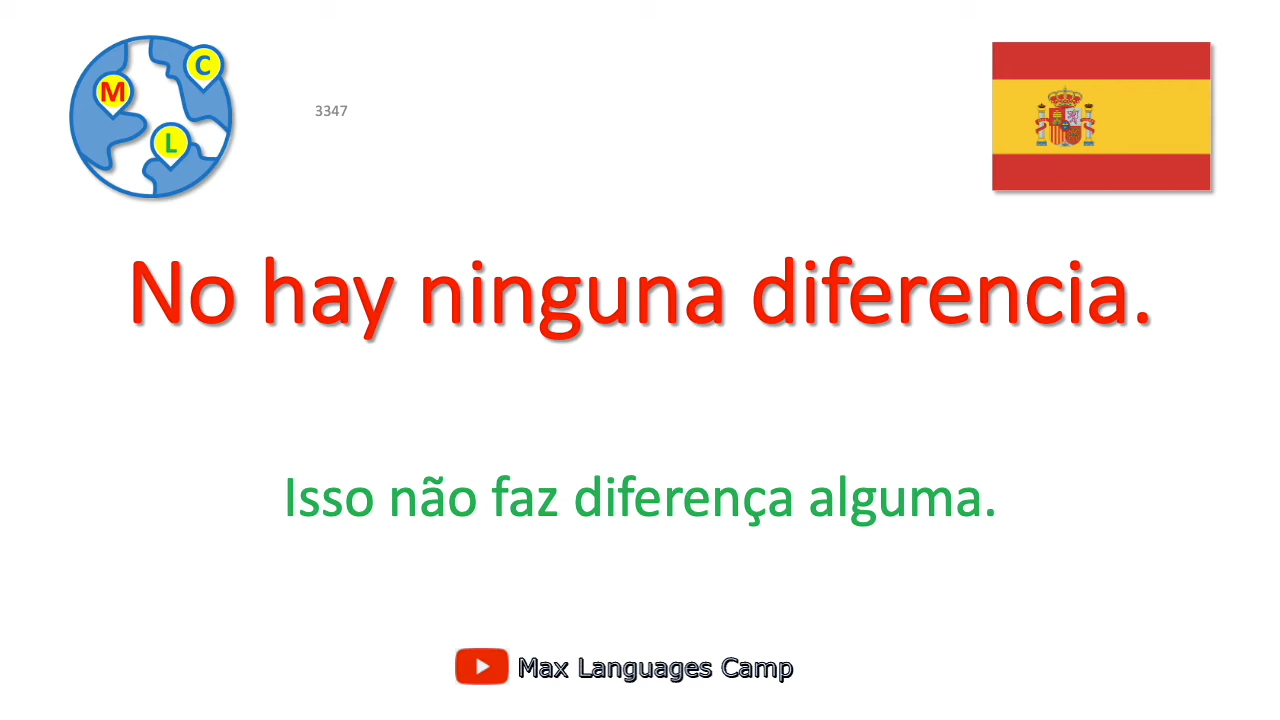 M
C
L
3347
No hay ninguna diferencia.
Isso não faz diferença alguma.
Max Languages Camp